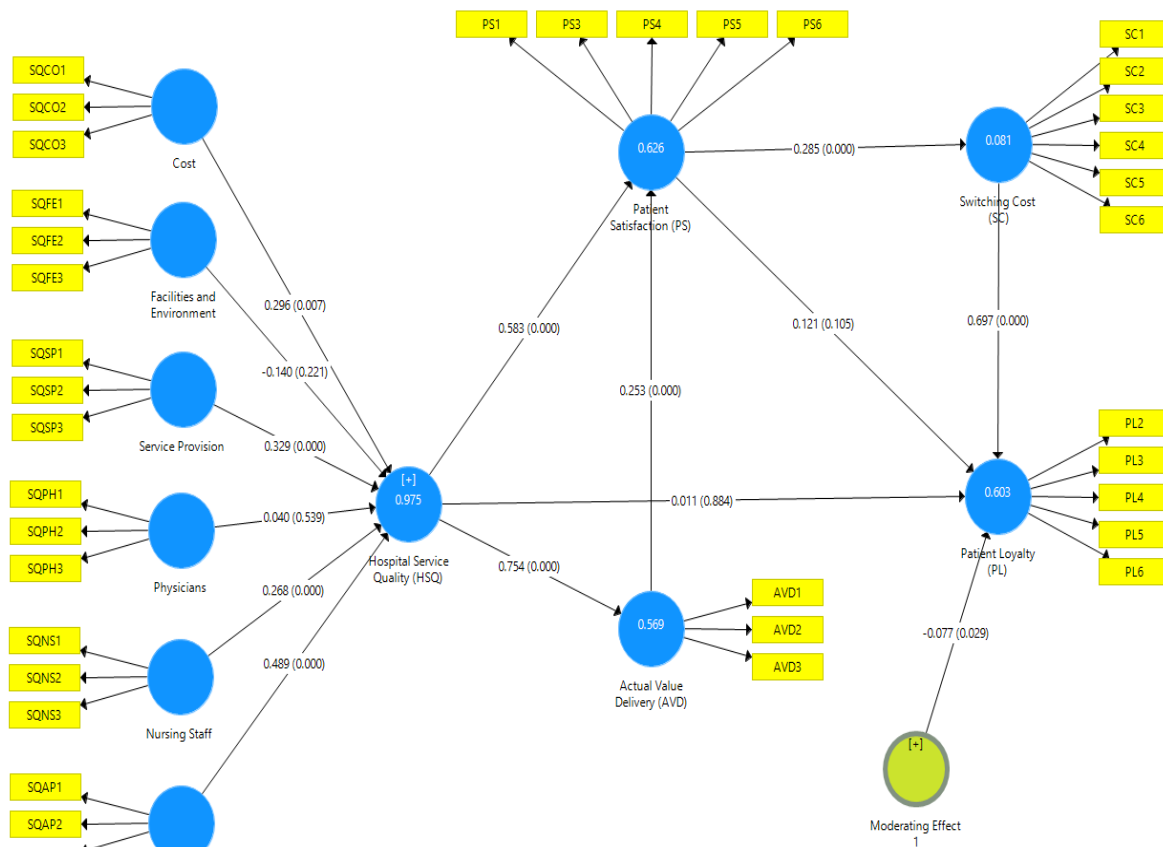 PS1
PS3
PS4
PS5
PS6
SC1
SC2
SC3
SC4
SC5
SC6
SQCO1
SQCO2
SQCO3
Cost
0.626
Patient
Satisfaction (PS)
0.285 (0.000)
0.081
Switching Cost
(SC)
SQFE1
SQFE2
SQFE3
Facilities and
Environment
0.296 (0.007)
0.583 (0.000)
0.121 (0.105)
0.697 (0.000)
-0.140 (0.221)
0.253 (0.000)
SQSP1
SQSP2
SQSP3
Service Provision
0.329 (0.000)
PL2
PL3
PL4
PL5
PL6
[+]
0.975
Hospital Service
Quality (HSQ)
0.011 (0.884)
0.603
Patient Loyalty
(PL)
SQPH1
SQPH2
SQPH3
Physicians
0.040 (0.539)
0.268 (0.000)
0.754 (0.000)
AVD1
AVD2
AVD3
0.569
Actual Value
Delivery (AVD)
-0.077 (0.029)
SQNS1
SQNS2
SQNS3
Nursing Staff
0.489 (0.000)
[+]
Moderating Effect
1
SQAP1
SQAP2